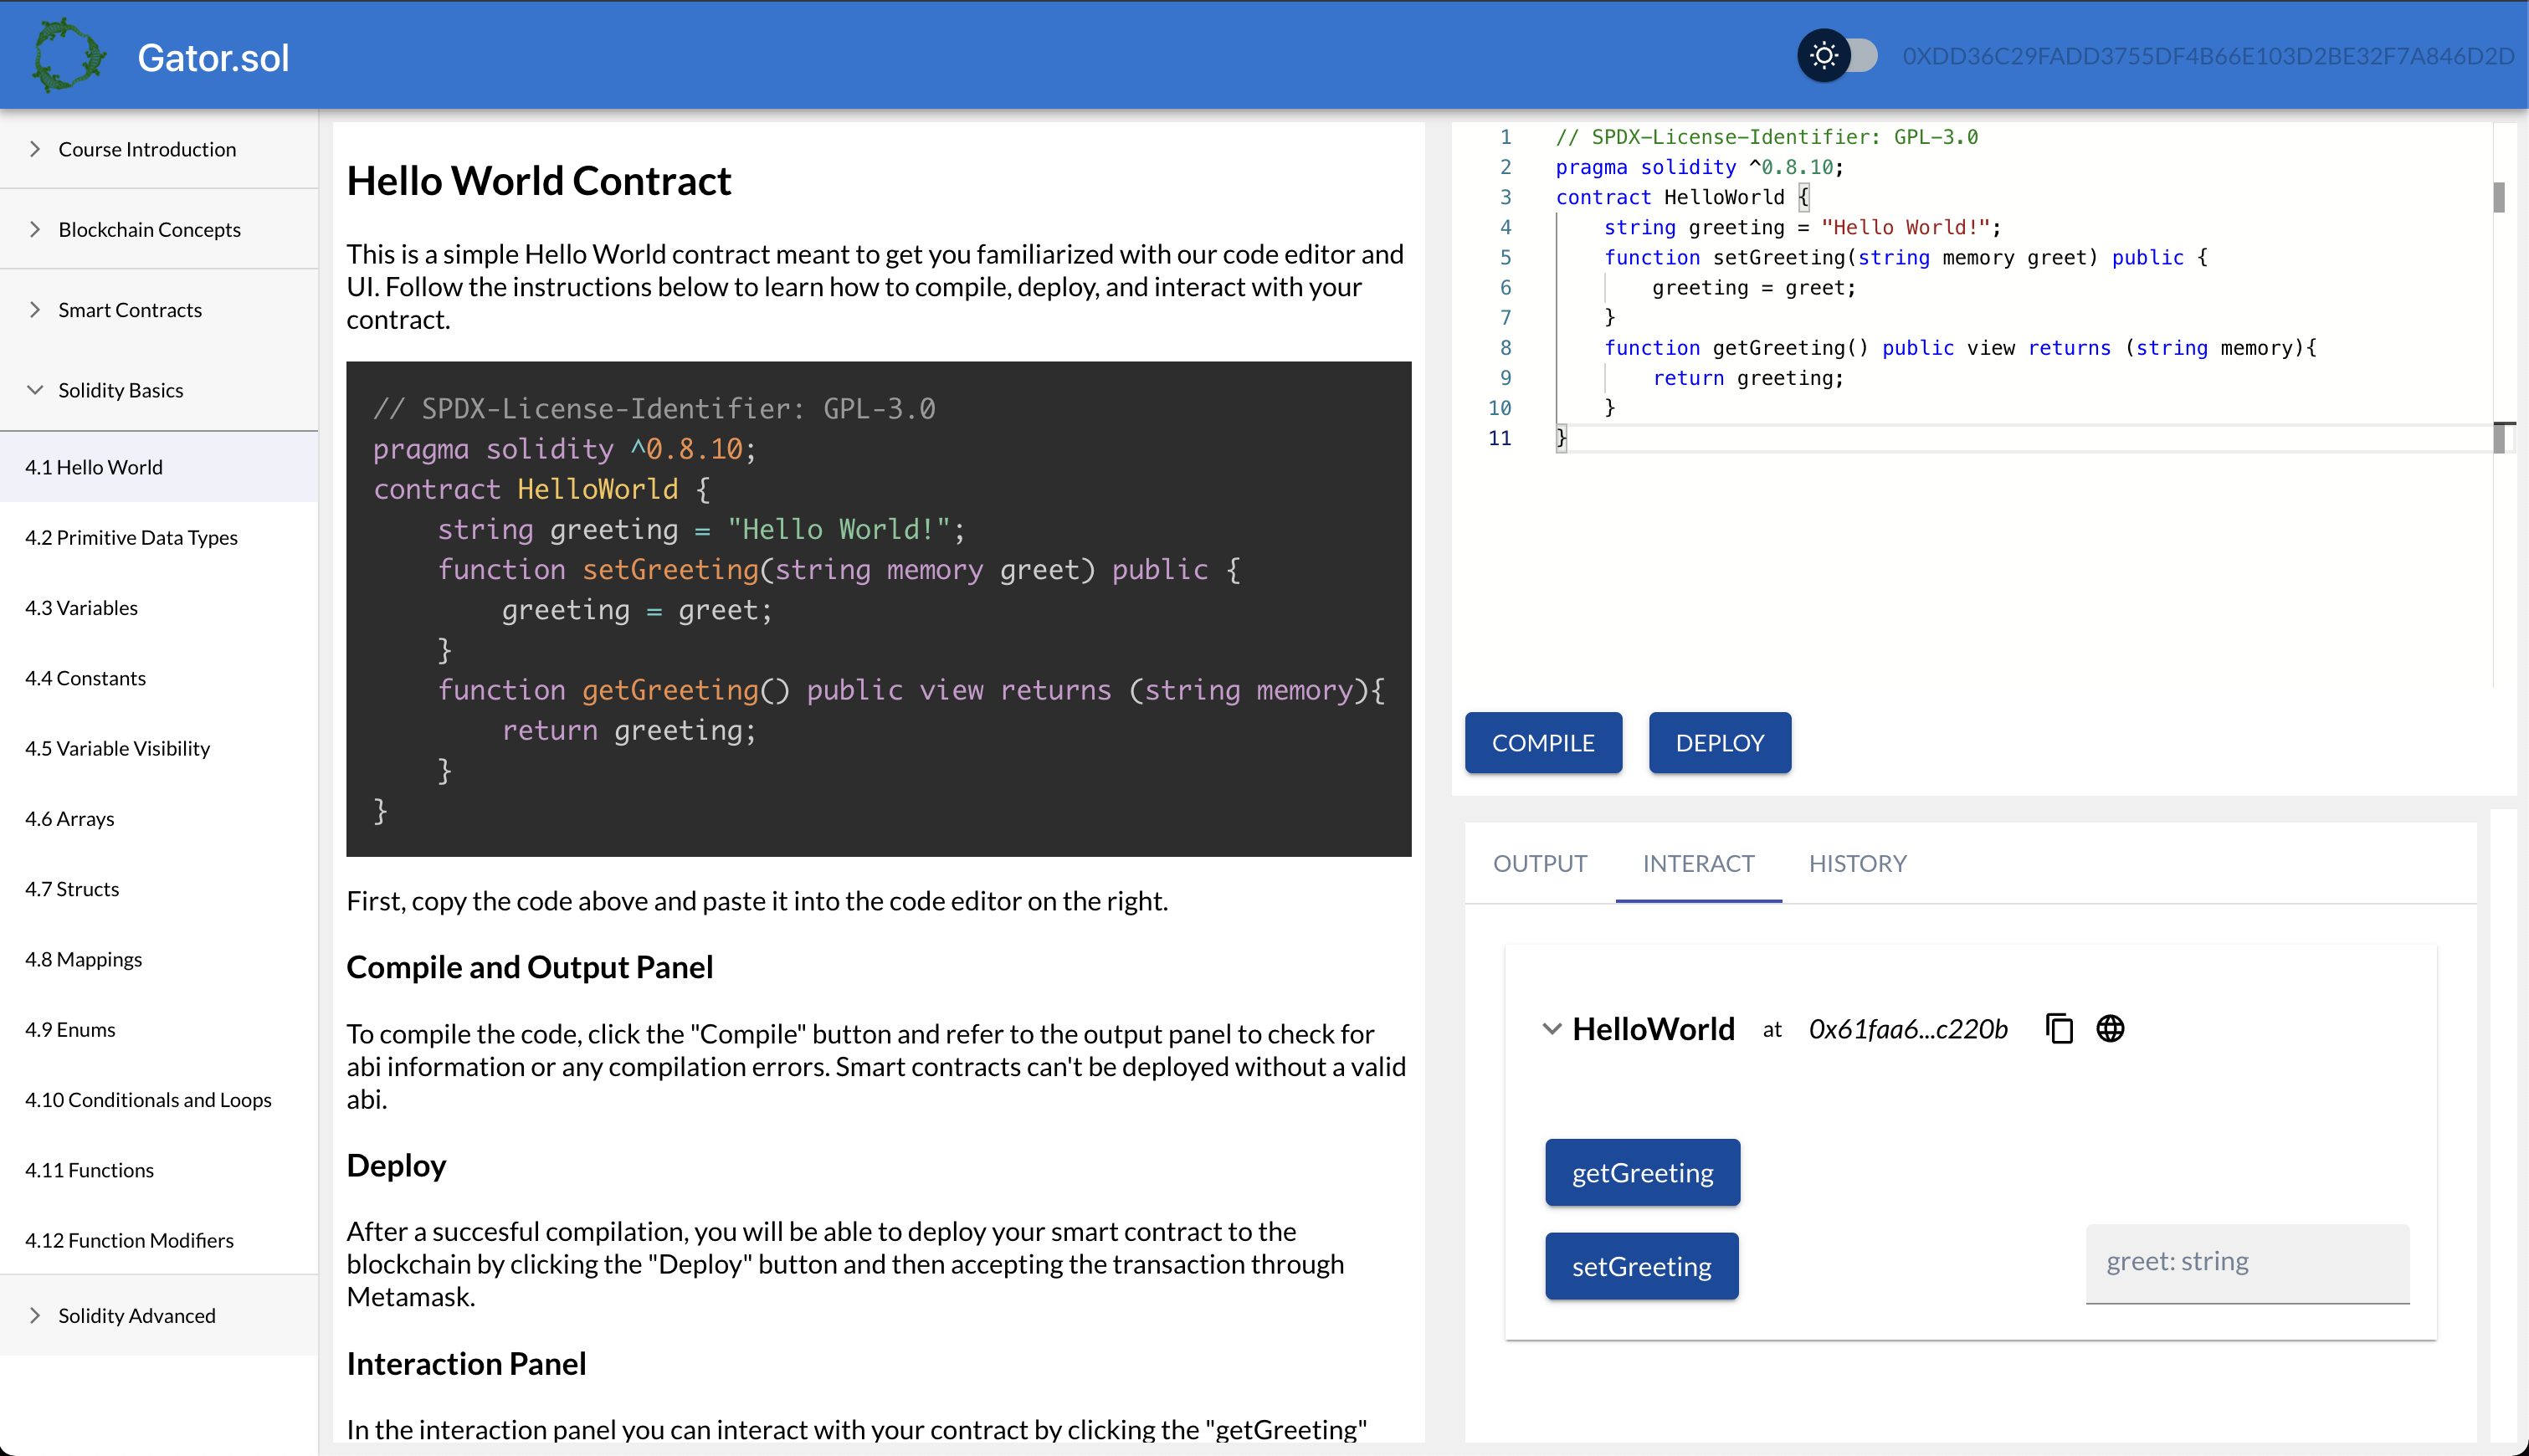 Gator.sol
0XDD36C29FADD3755DF4B66E103D2BE32F7A846D2D
Course Introduction
Blockchain Concepts
Smart Contracts
Solidity Basics
4.1 Hello World
4.2 Primitive Data Types
4.3 Variables
4.4 Constants
4.5 Variable Visibility
4.6 Arrays
4.7 Structs
4.8 Mappings
4.9 Enums
4.10 Conditionals and Loops
4.11 Functions
4.12 Function Modifiers
Solidity Advanced
Hello World Contract
This is a simple Hello World contract meant to get you familiarized with our code editor and
UI. Follow the instructions below to learn how to compile, deploy, and interact with your
contract.
// SPDX-License-Identifier: GPL-3.0
pragma solidity ^0.8.10;
contract HelloWorld {
    string greeting = "Hello World!";
    function setGreeting(string memory greet) public {
        greeting = greet;
    }
    function getGreeting() public view returns (string memory){
        return greeting;
    }
}
First, copy the code above and paste it into the code editor on the right.
Compile and Output Panel
To compile the code, click the "Compile" button and refer to the output panel to check for
abi information or any compilation errors. Smart contracts can't be deployed without a valid
abi.
Deploy
After a succesful compilation, you will be able to deploy your smart contract to the
blockchain by clicking the "Deploy" button and then accepting the transaction through
Metamask.
Interaction Panel
In the interaction panel you can interact with your contract by clicking the "getGreeting"
1 // SPDX-License-Identifier: GPL-3.0
2 pragma solidity ^0.8.10;
3 contract HelloWorld {
4     string greeting = "Hello World!";
5     function setGreeting(string memory greet) public {
6         greeting = greet;
7     }
8     function getGreeting() public view returns (string memory){
9         return greeting;
10     }
11 }
COMPILE DEPLOY
OUTPUT INTERACT HISTORY
HelloWorld at 0x61faa6...c220b
getGreeting
setGreeting greet: string